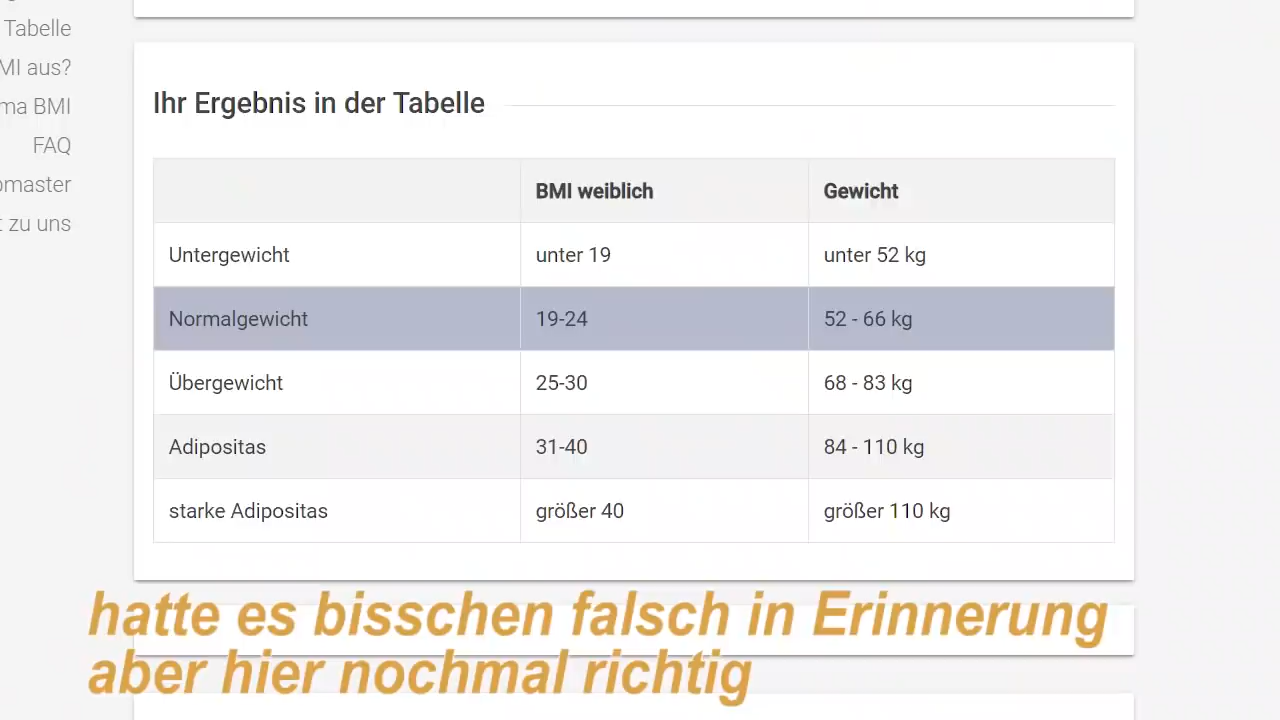 Tabelle
MI aus?
ma BMI
FAQ
omaster
t zu uns
Ihr Ergebnis in der Tabelle
BMI weiblich Gewicht
Untergewicht unter 19 unter 52 kg
Normalgewicht 19-24 52 - 66 kg
Übergewicht 25-30 68 - 83 kg
Adipositas 31-40 84 - 110 kg
starke Adipositas größer 40 größer 110 kg
hatte es bisschen falsch in Erinnerung
aber hier nochmal richtig